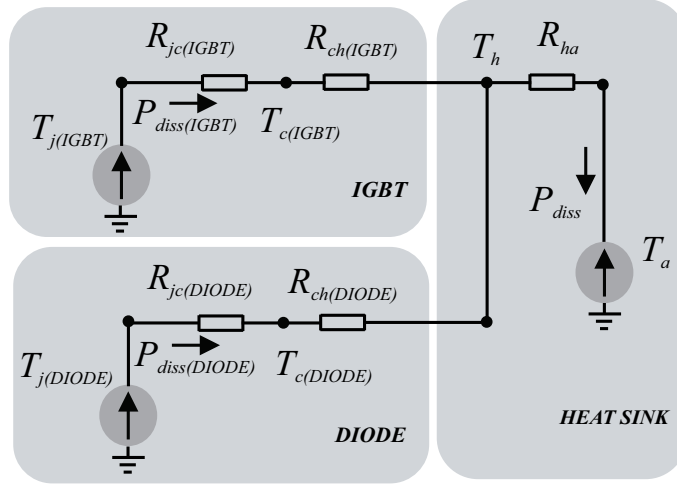 R_jc(IGBT) R_ch(IGBT) T_h R_ha
T_j(IGBT) P_diss(IGBT) T_c(IGBT)
IGBT
P_diss
T_a
R_jc(DIODE) R_ch(DIODE)
T_j(DIODE) P_diss(DIODE) T_c(DIODE)
DIODE
HEAT SINK